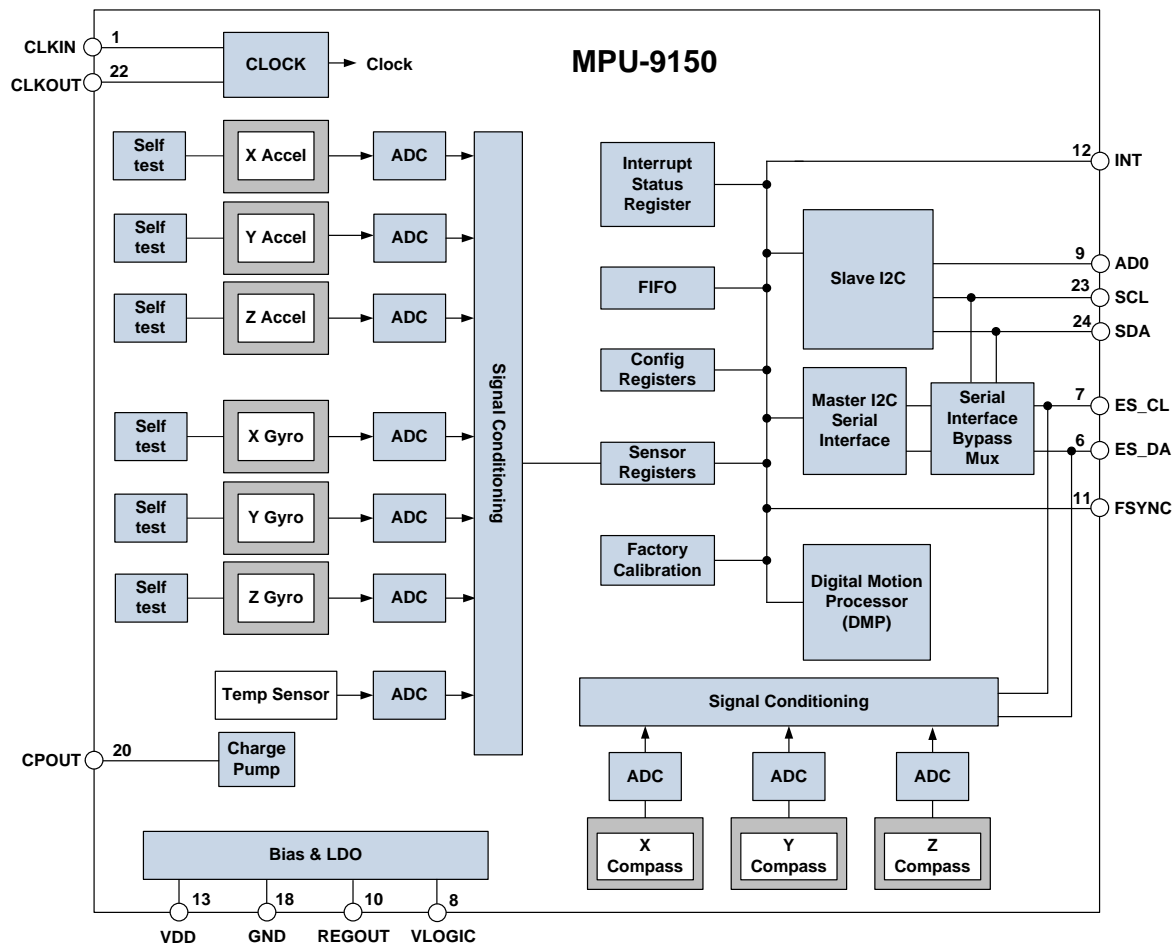 MPU-9150
CLKIN
1
CLKOUT
22
CLOCK
Clock
Self
test
X Accel
ADC
Self
test
Y Accel
ADC
Self
test
Z Accel
ADC
Self
test
X Gyro
ADC
Self
test
Y Gyro
ADC
Self
test
Z Gyro
ADC
Temp Sensor
ADC
Signal Conditioning
CPOUT
20
Charge
Pump
Bias & LDO
13
18
10
8
VDD
GND
REGOUT
VLOGIC
Interrupt
Status
Register
FIFO
Config
Registers
Sensor
Registers
Factory
Calibration
Slave I2C
Master I2C
Serial
Interface
Serial
Interface
Bypass
Mux
Digital Motion
Processor
(DMP)
12
INT
9
AD0
23
SCL
24
SDA
7
ES_CL
6
ES_DA
11
FSYNC
Signal Conditioning
ADC
ADC
ADC
X
Compass
Y
Compass
Z
Compass